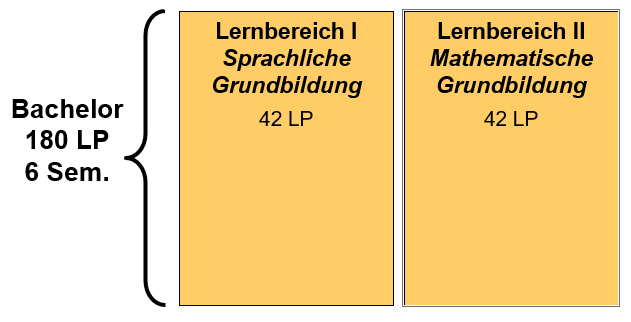 Bachelor
180 LP
6 Sem.
Lernbereich I
Sprachliche
Grundbildung
42 LP
Lernbereich II
Mathematische
Grundbildung
42 LP